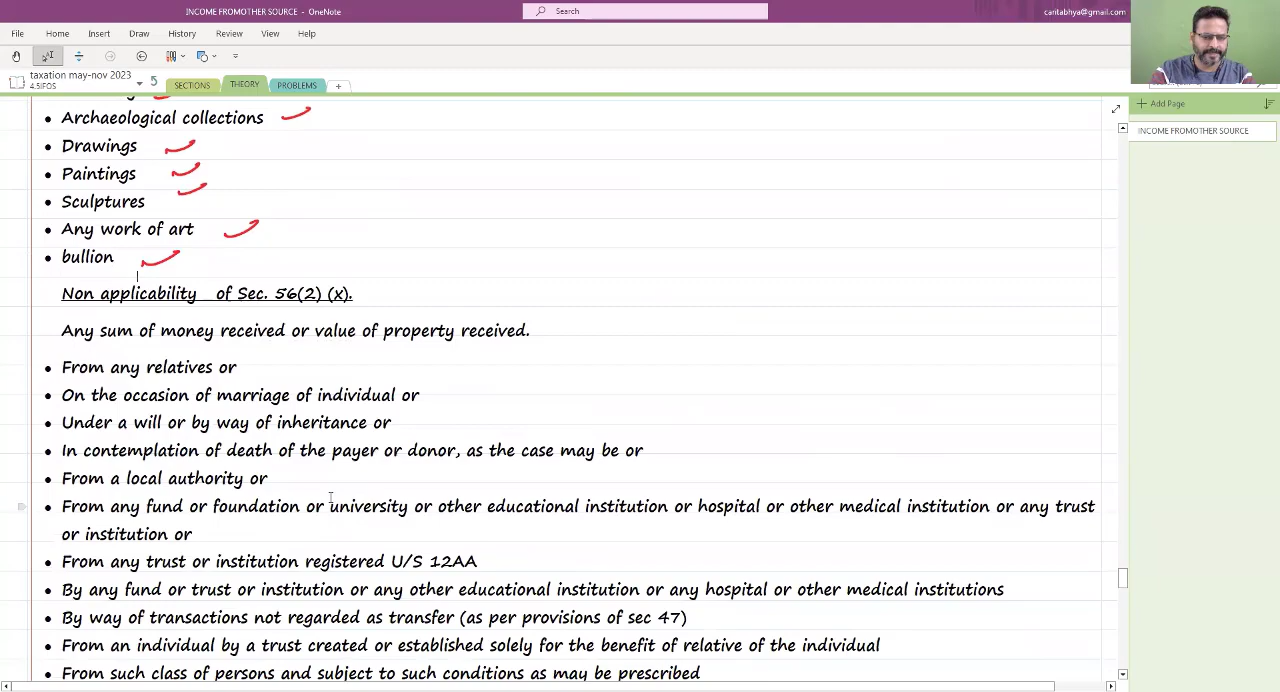 INCOME FROMOTHER SOURCE - OneNote
Search
caritabhya@gmail.com
File Home Insert Draw History Review View Help
taxation may-nov 2023
4.5IFOS
5
SECTIONS THEORY PROBLEMS +
+ Add Page
INCOME FROMOTHER SOURCE
• Archaeological collections
• Drawings
• Paintings
• Sculptures
• Any work of art
• bullion
Non applicability of Sec. 56(2) (x).
Any sum of money received or value of property received.
• From any relatives or
• On the occasion of marriage of individual or
• Under a will or by way of inheritance or
• In contemplation of death of the payer or donor, as the case may be or
• From a local authority or
• From any fund or foundation or university or other educational institution or hospital or other medical institution or any trust
or institution or
• From any trust or institution registered U/S 12AA
• By any fund or trust or institution or any other educational institution or any hospital or other medical institutions
• By way of transactions not regarded as transfer (as per provisions of sec 47)
• From an individual by a trust created or established solely for the benefit of relative of the individual
• From such class of persons and subject to such conditions as may be prescribed